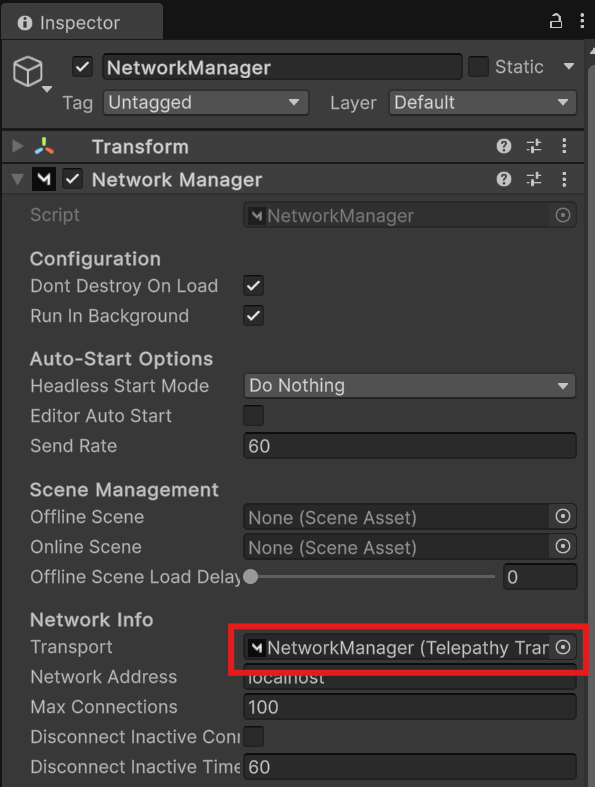 Inspector
NetworkManager
Static
Tag Untagged Layer Default
Transform
Network Manager
Script NetworkManager
Configuration
Dont Destroy On Load
Run In Background
Auto-Start Options
Headless Start Mode Do Nothing
Editor Auto Start
Send Rate 60
Scene Management
Offline Scene None (Scene Asset)
Online Scene None (Scene Asset)
Offline Scene Load Delay 0
Network Info
Transport NetworkManager (Telepathy Tran
Network Address localhost
Max Connections 100
Disconnect Inactive Conn
Disconnect Inactive Time 60